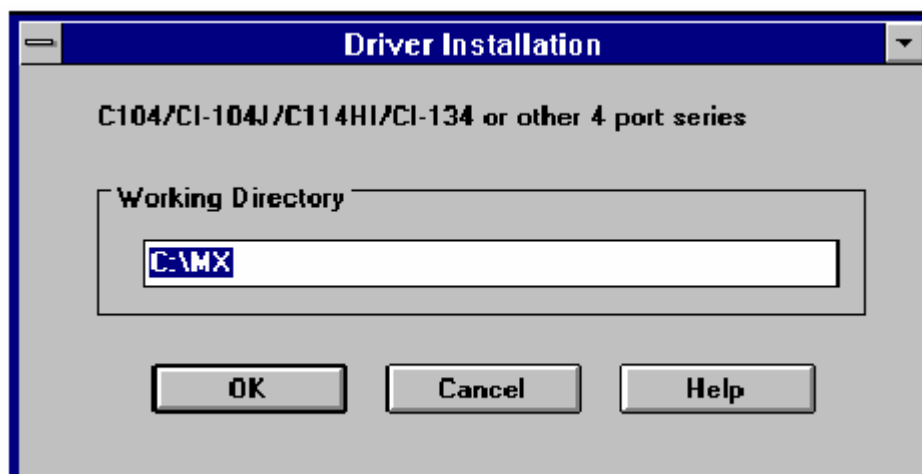 Driver Installation
C104/CI-104J/C114HI/CI-134 or other 4 port series
Working Directory
C:\MX
OK Cancel Help